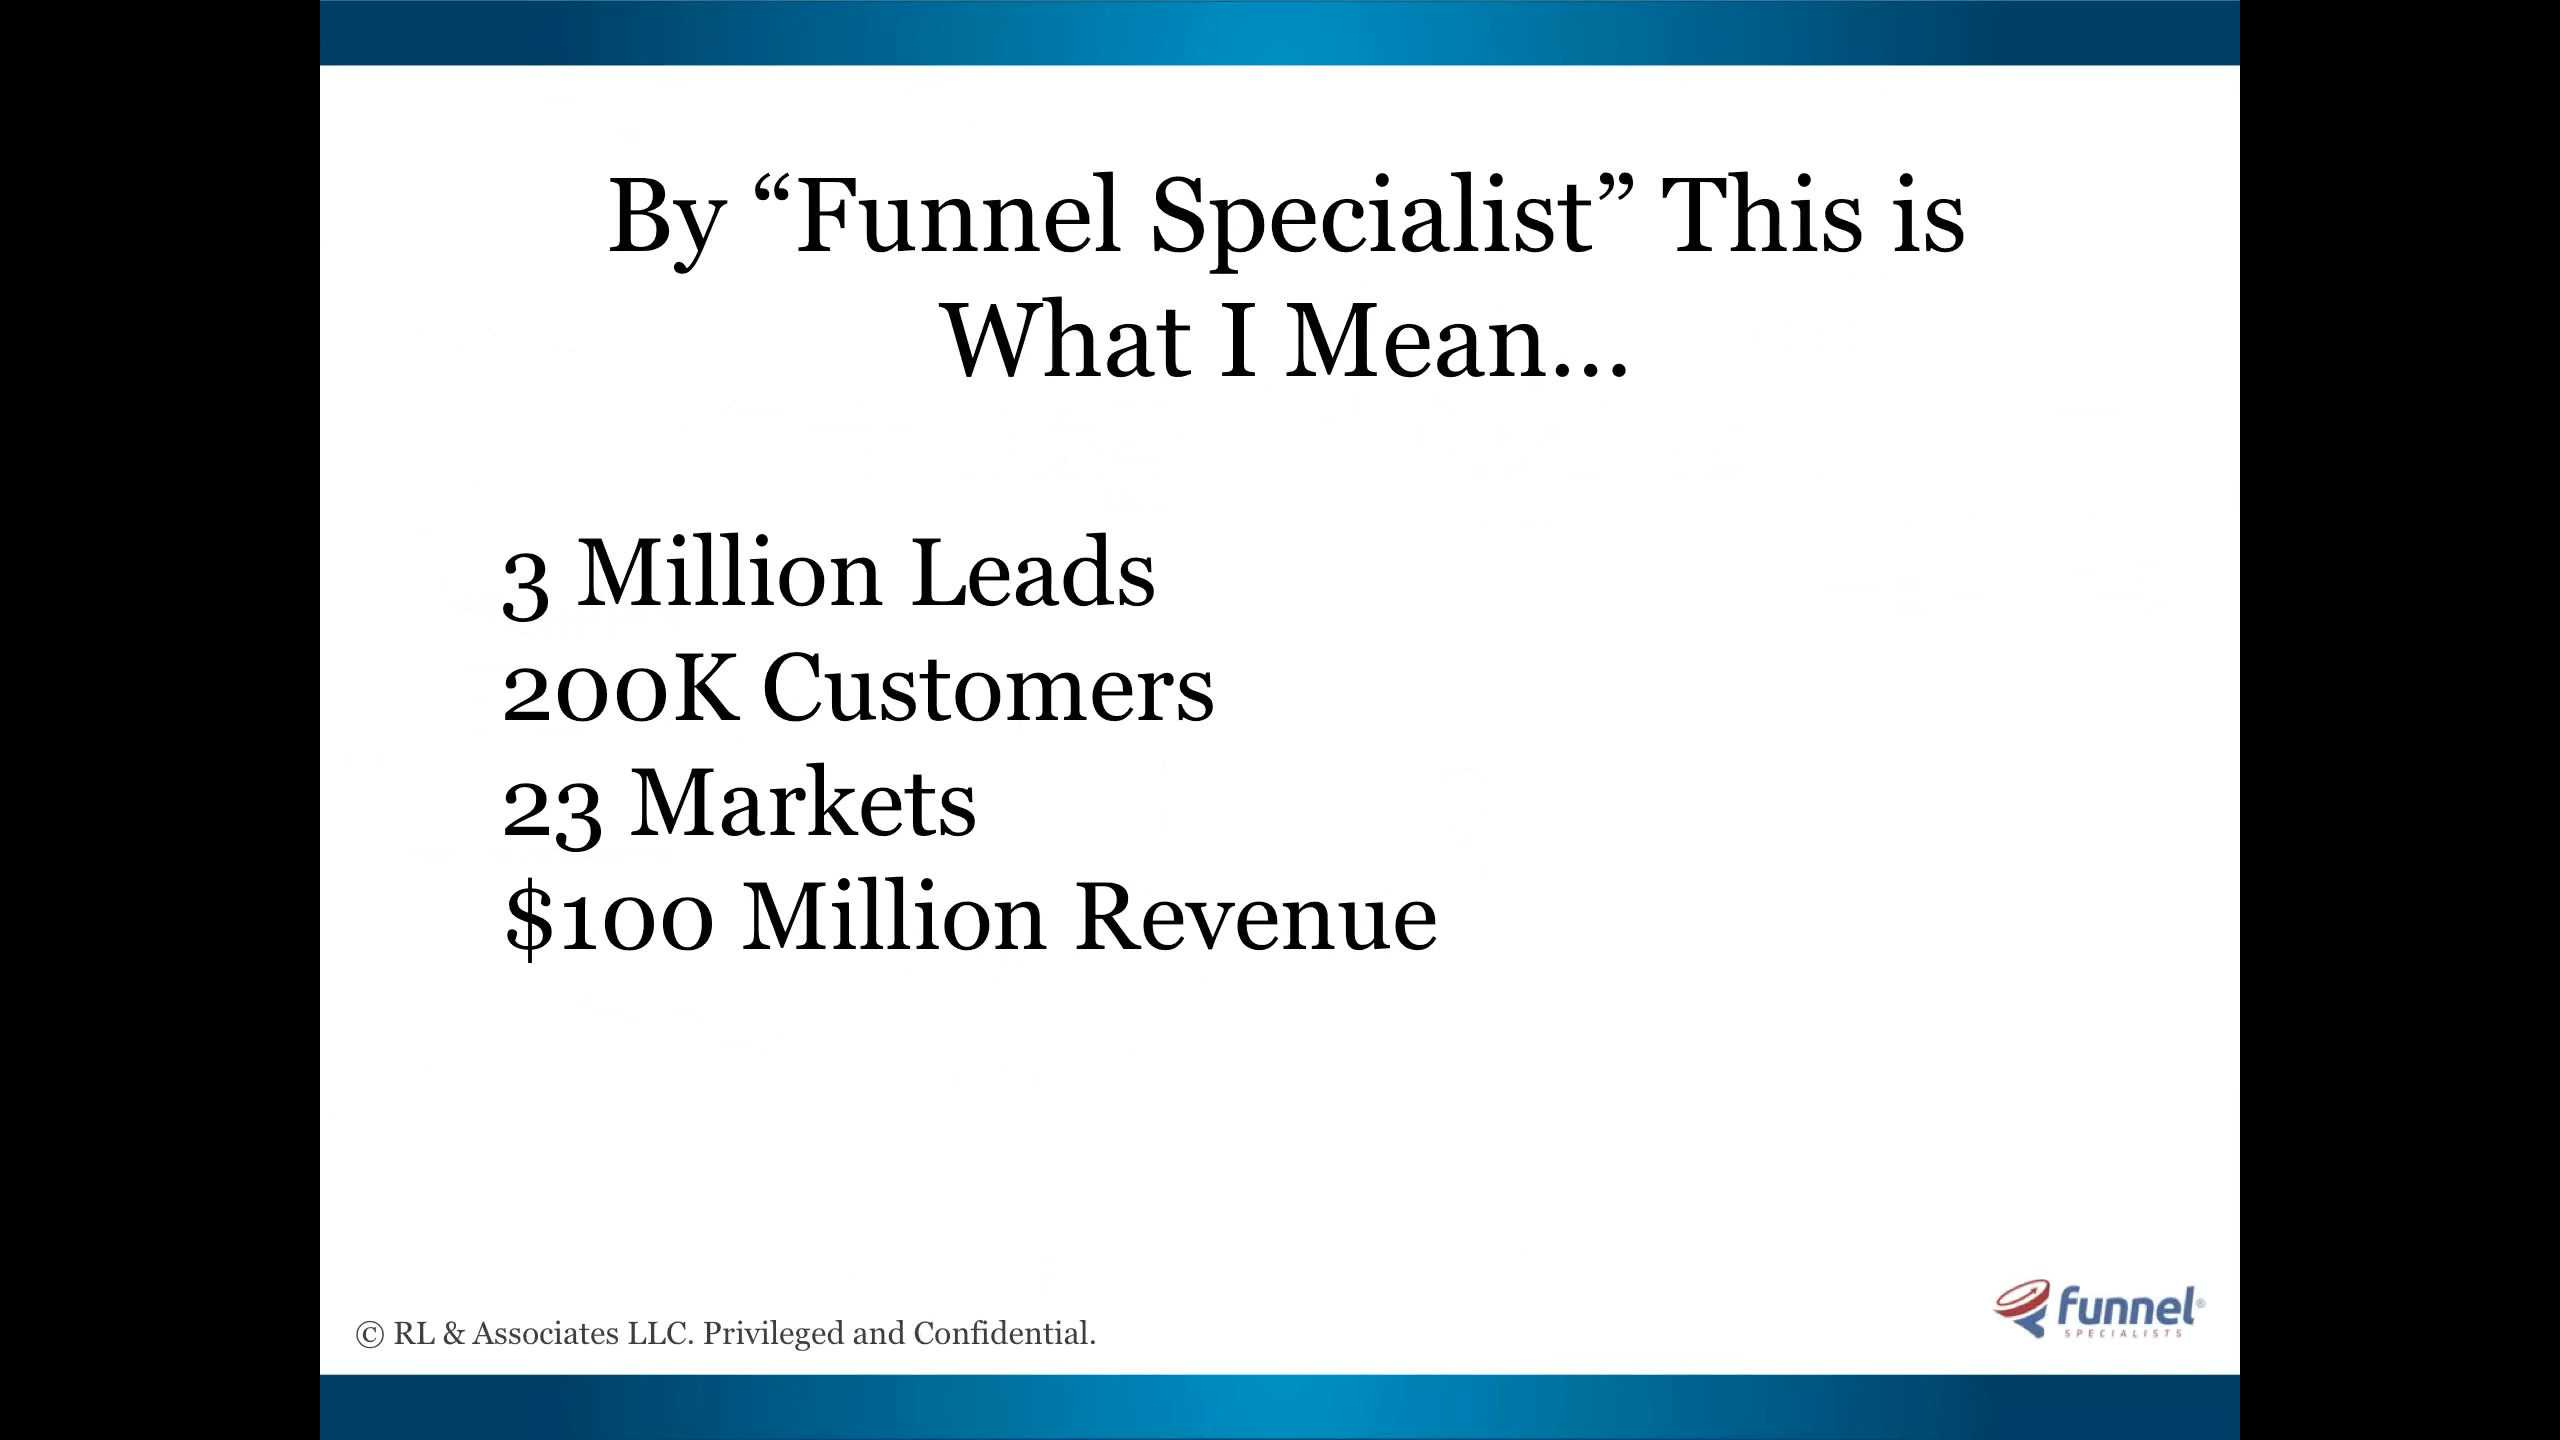 By “Funnel Specialist” This is
What I Mean...
3 Million Leads
200K Customers
23 Markets
$100 Million Revenue
© RL & Associates LLC. Privileged and Confidential.
funnel®
SPECIALISTS